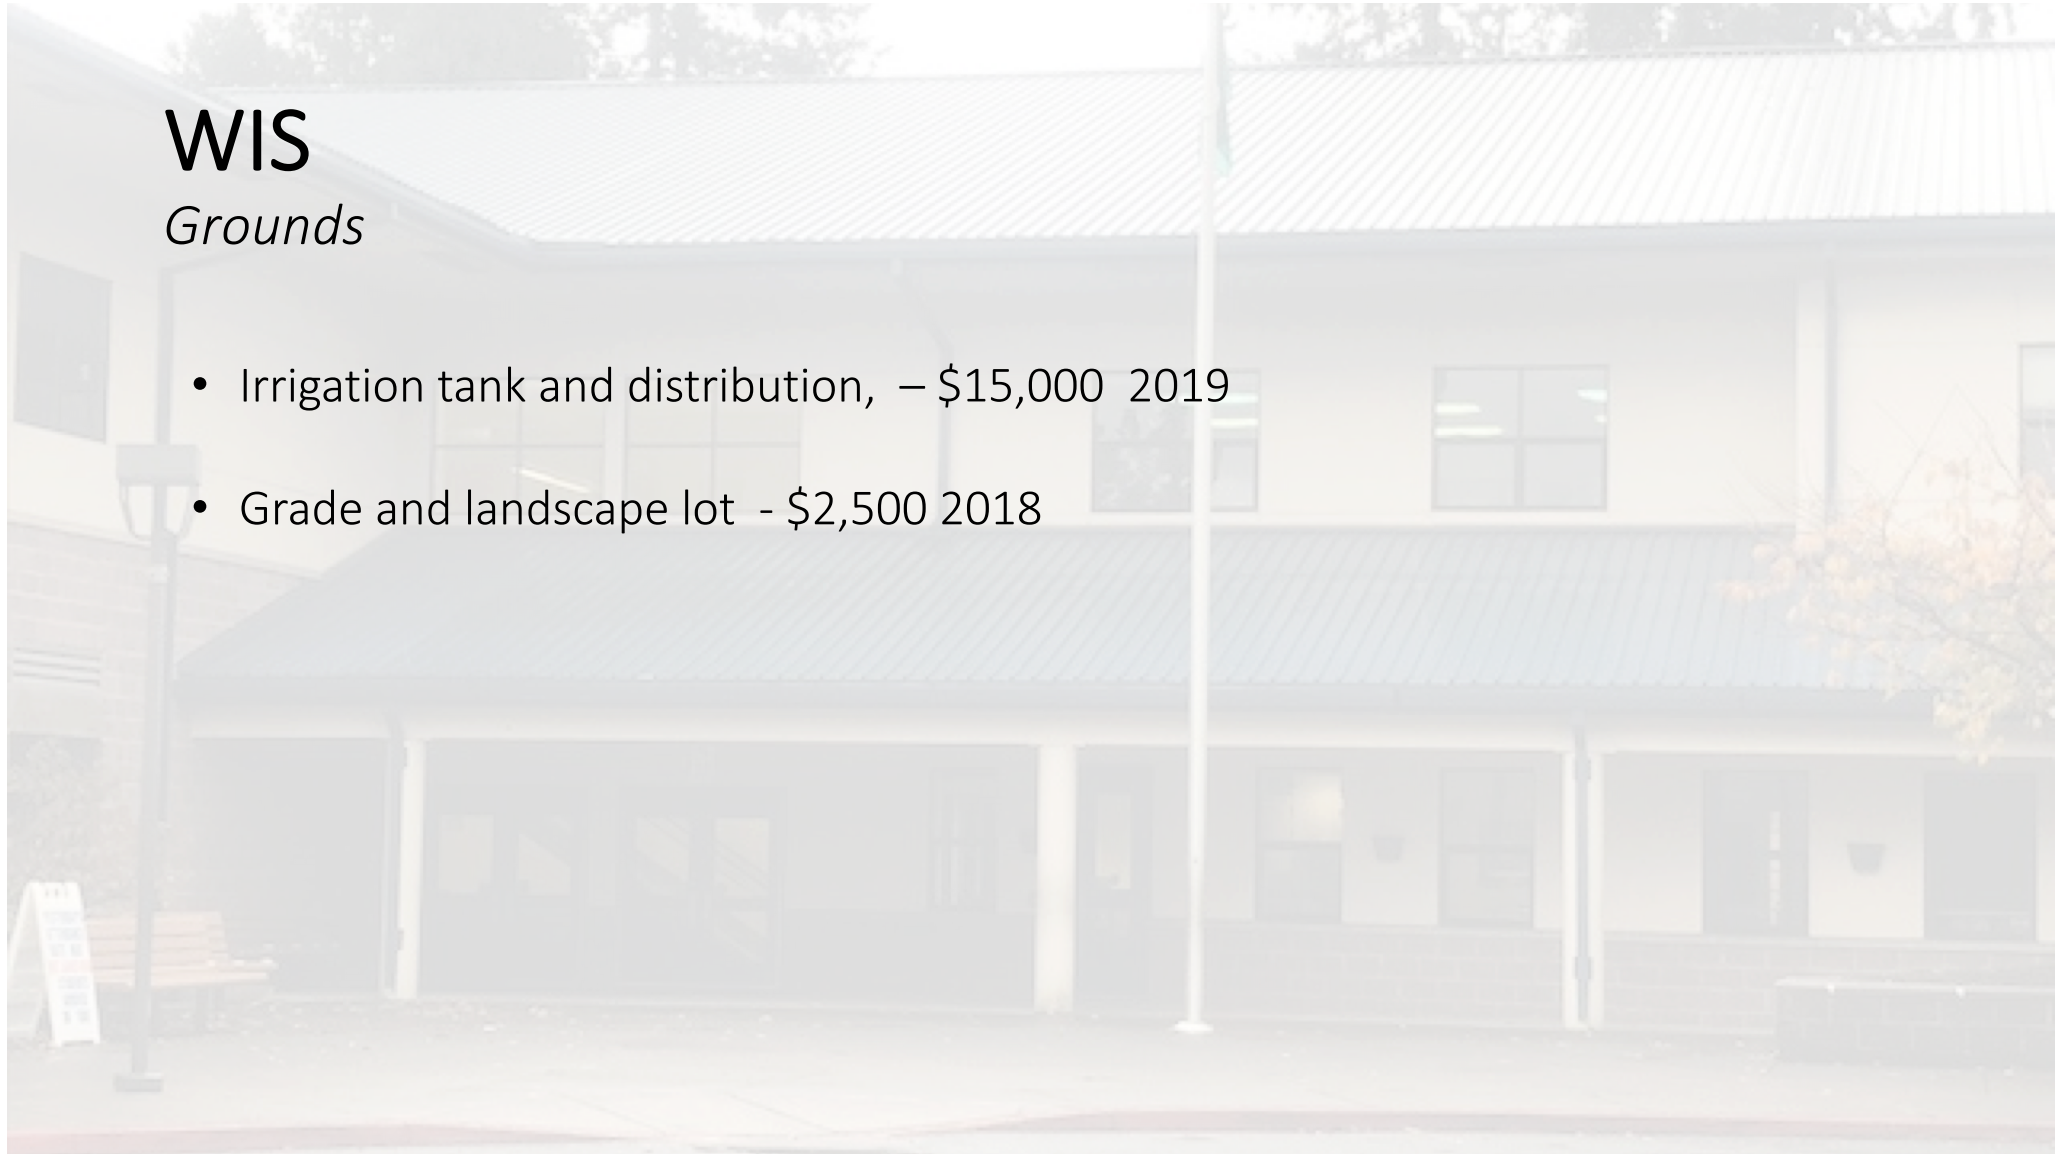 WIS
Grounds
• Irrigation tank and distribution,  – $15,000  2019
• Grade and landscape lot  - $2,500 2018